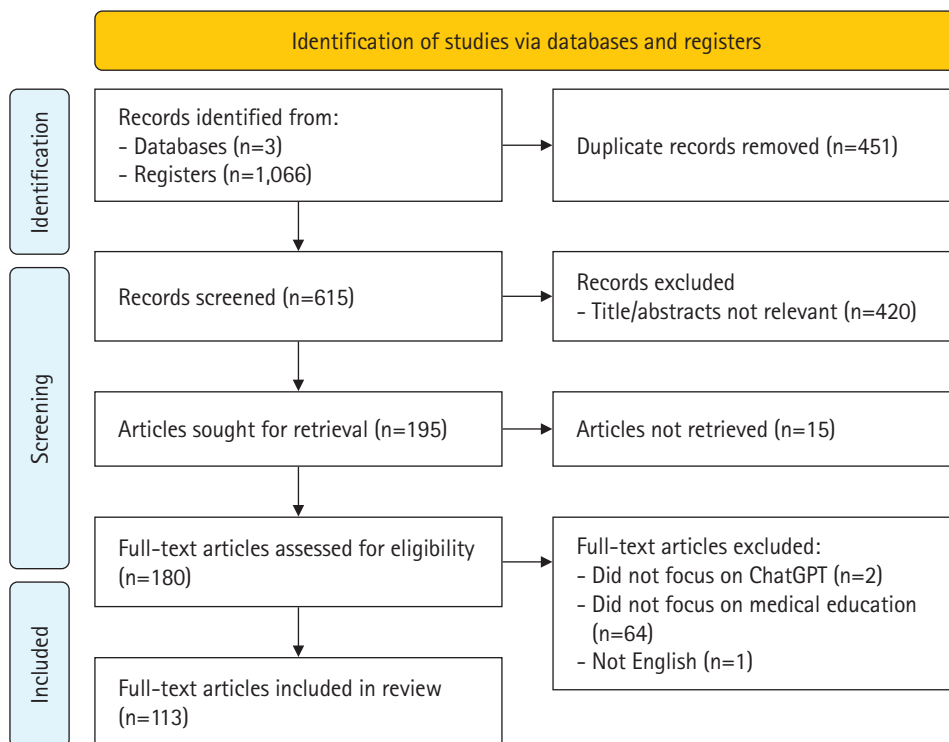 Identification of studies via databases and registers
Identification
Records identified from:
- Databases (n=3)
- Registers (n=1,066)
Duplicate records removed (n=451)
Screening
Records screened (n=615)
Records excluded
- Title/abstracts not relevant (n=420)
Articles sought for retrieval (n=195)
Articles not retrieved (n=15)
Full-text articles assessed for eligibility
(n=180)
Full-text articles excluded:
- Did not focus on ChatGPT (n=2)
- Did not focus on medical education
(n=64)
- Not English (n=1)
Included
Full-text articles included in review
(n=113)